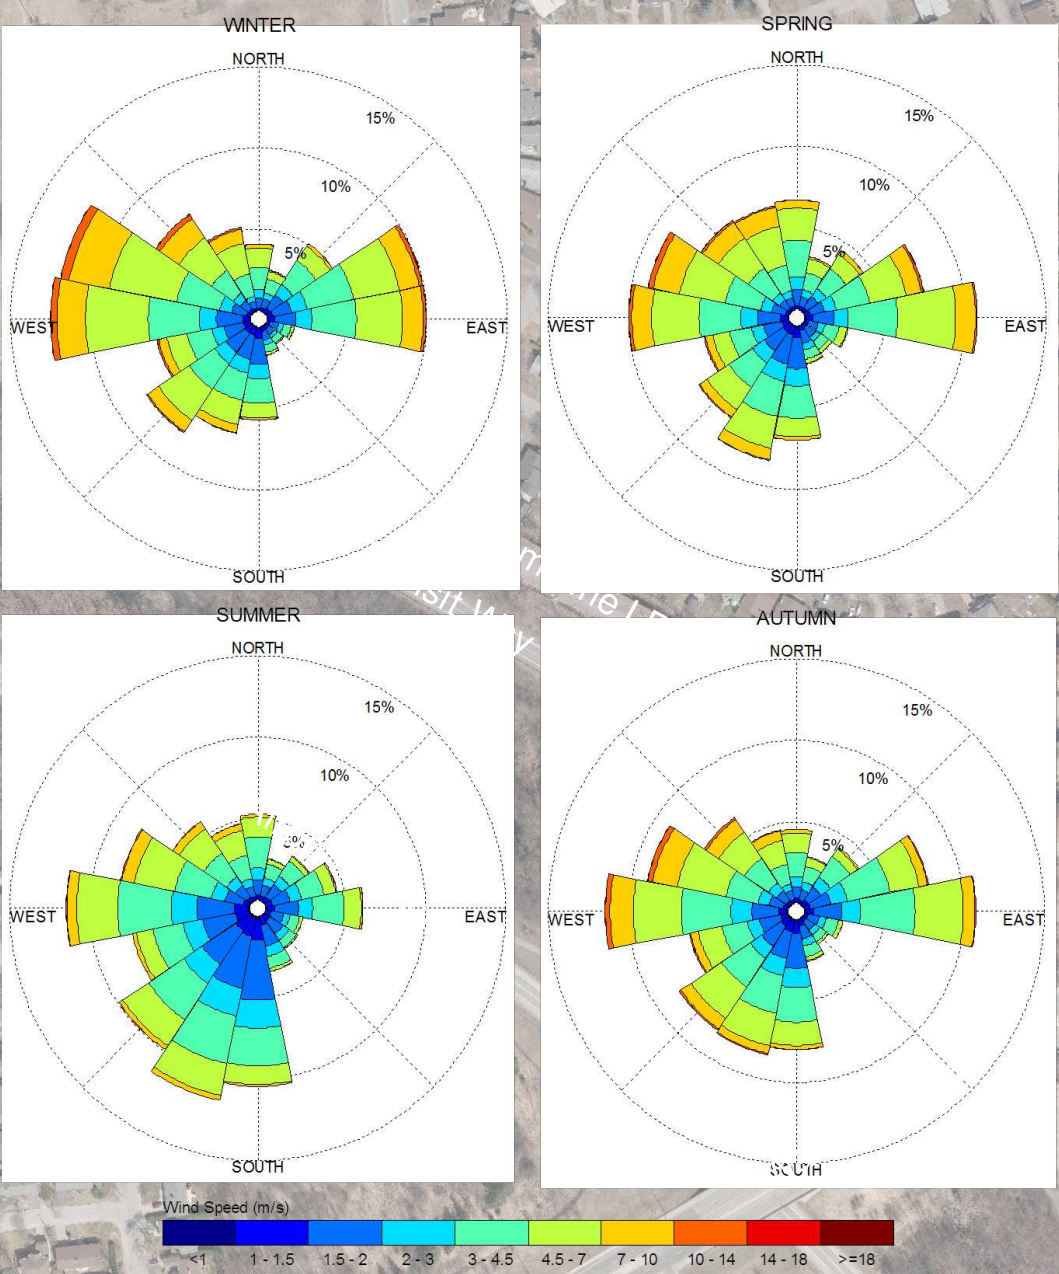 WINTER
NORTH
15%
10%
5%
WEST
EAST
SOUTH
SPRING
NORTH
15%
10%
5%
WEST
EAST
SOUTH
SUMMER
NORTH
15%
10%
5%
WEST
EAST
SOUTH
AUTUMN
NORTH
15%
10%
5%
WEST
EAST
SOUTH
Wind Speed (m/s)
<1 1 - 1.5 1.5 - 2 2 - 3 3 - 4.5 4.5 - 7 7 - 10 10 - 14 14 - 18 >=18